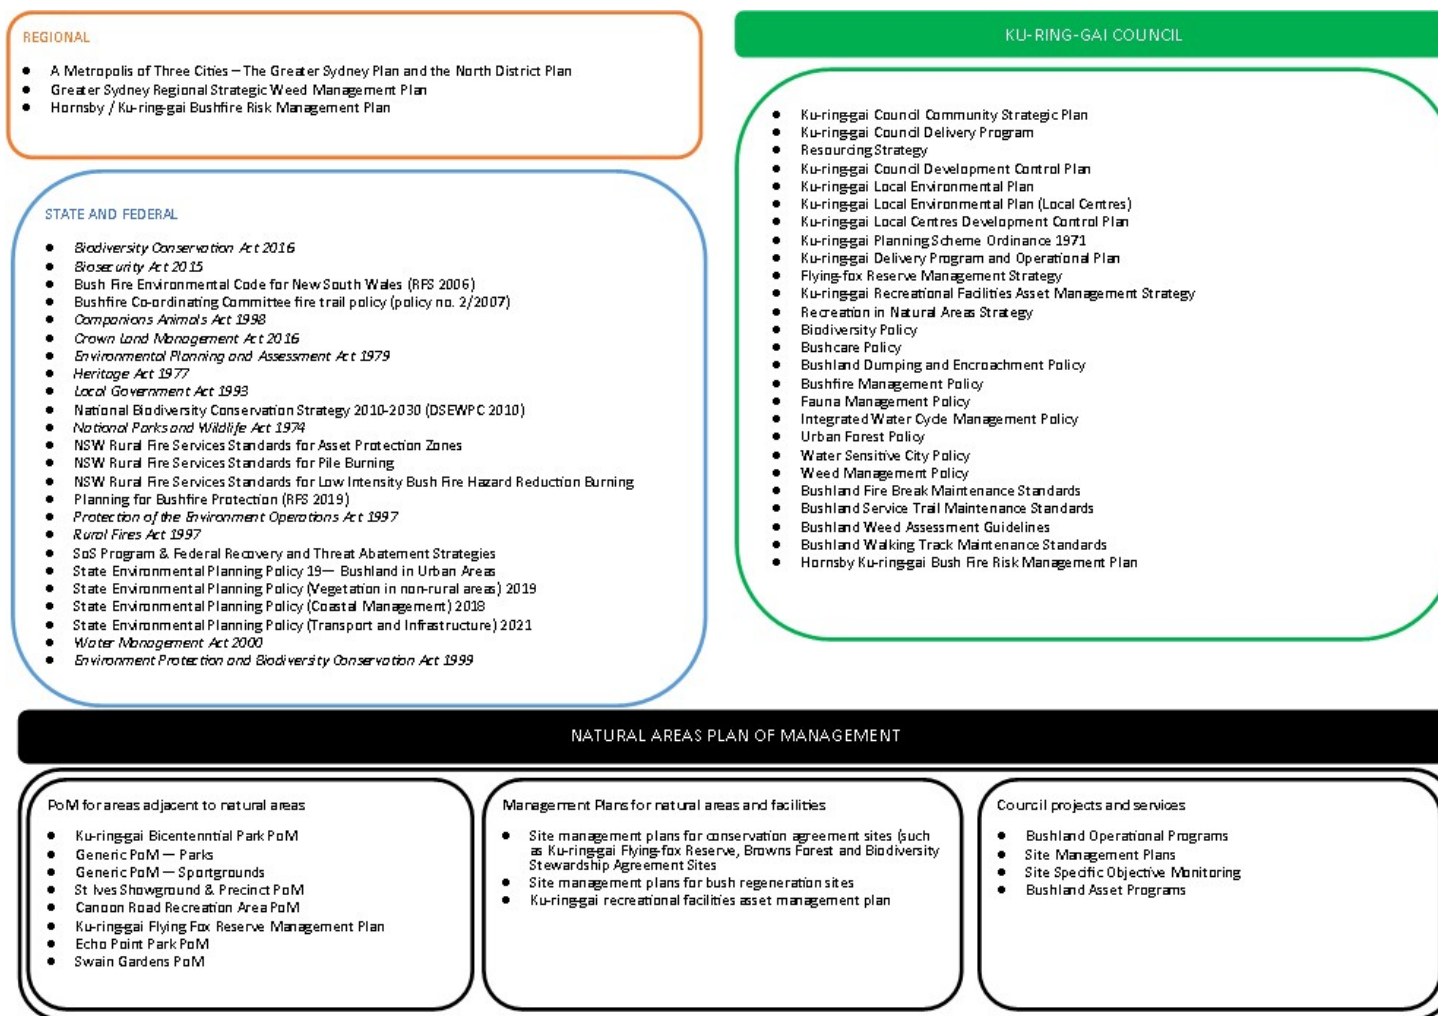 REGIONAL
● A Metropolis of Three Cities – The Greater Sydney Plan and the North District Plan
● Greater Sydney Regional Strategic Weed Management Plan
● Hornsby / Ku-ring-gai Bushfire Risk Management Plan
STATE AND FEDERAL
● Biodiversity Conservation Act 2016
● Biosecurity Act 2015
● Bush Fire Environmental Code for New South Wales (RFS 2006)
● Bushfire Co-ordinating Committee fire trail policy (policy no. 2/2007)
● Companions Animals Act 1998
● Crown Land Management Act 2016
● Environmental Planning and Assessment Act 1979
● Heritage Act 1977
● Local Government Act 1993
● National Biodiversity Conservation Strategy 2010-2030 (DSEWPC 2010)
● National Parks and Wildlife Act 1974
● NSW Rural Fire Services Standards for Asset Protection Zones
● NSW Rural Fire Services Standards for Pile Burning
● NSW Rural Fire Services Standards for Low Intensity Bush Fire Hazard Reduction Burning
● Planning for Bushfire Protection (RFS 2019)
● Protection of the Environment Operations Act 1997
● Rural Fires Act 1997
● SoS Program & Federal Recovery and Threat Abatement Strategies
● State Environmental Planning Policy 19— Bushland in Urban Areas
● State Environmental Planning Policy (Vegetation in non-rural areas) 2019
● State Environmental Planning Policy (Coastal Management) 2018
● State Environmental Planning Policy (Transport and Infrastructure) 2021
● Water Management Act 2000
● Environment Protection and Biodiversity Conservation Act 1999
KU-RING-GAI COUNCIL
● Ku-ring-gai Council Community Strategic Plan
● Ku-ring-gai Council Delivery Program
● Resourcing Strategy
● Ku-ring-gai Council Development Control Plan
● Ku-ring-gai Local Environmental Plan
● Ku-ring-gai Local Environmental Plan (Local Centres)
● Ku-ring-gai Local Centres Development Control Plan
● Ku-ring-gai Planning Scheme Ordinance 1971
● Ku-ring-gai Delivery Program and Operational Plan
● Flying-fox Reserve Management Strategy
● Ku-ring-gai Recreational Facilities Asset Management Strategy
● Recreation in Natural Areas Strategy
● Biodiversity Policy
● Bushcare Policy
● Bushland Dumping and Encroachment Policy
● Bushfire Management Policy
● Fauna Management Policy
● Integrated Water Cycle Management Policy
● Urban Forest Policy
● Water Sensitive City Policy
● Weed Management Policy
● Bushland Fire Break Maintenance Standards
● Bushland Service Trail Maintenance Standards
● Bushland Weed Assessment Guidelines
● Bushland Walking Track Maintenance Standards
● Hornsby Ku-ring-gai Bush Fire Risk Management Plan
NATURAL AREAS PLAN OF MANAGEMENT
PoM for areas adjacent to natural areas
● Ku-ring-gai Bicenténntial Park PoM
● Generic PoM — Parks
● Generic PoM — Sportgrounds
● St Ives Showground & Precinct PoM
● Canoon Road Recreation Area PoM
● Ku-ring-gai Flying Fox Reserve Management Plan
● Echo Point Park PoM
● Swain Gardens PoM
Management Plans for natural areas and facilities
● Site management plans for conservation agreement sites (such
as Ku-ring-gai Flying-fox Reserve, Browns Forest and Biodiversity
Stewardship Agreement Sites
● Site management plans for bush regeneration sites
● Ku-ring-gai recreational facilities asset management plan
Council projects and services
● Bushland Operational Programs
● Site Management Plans
● Site Specific Objective Monitoring
● Bushland Asset Programs